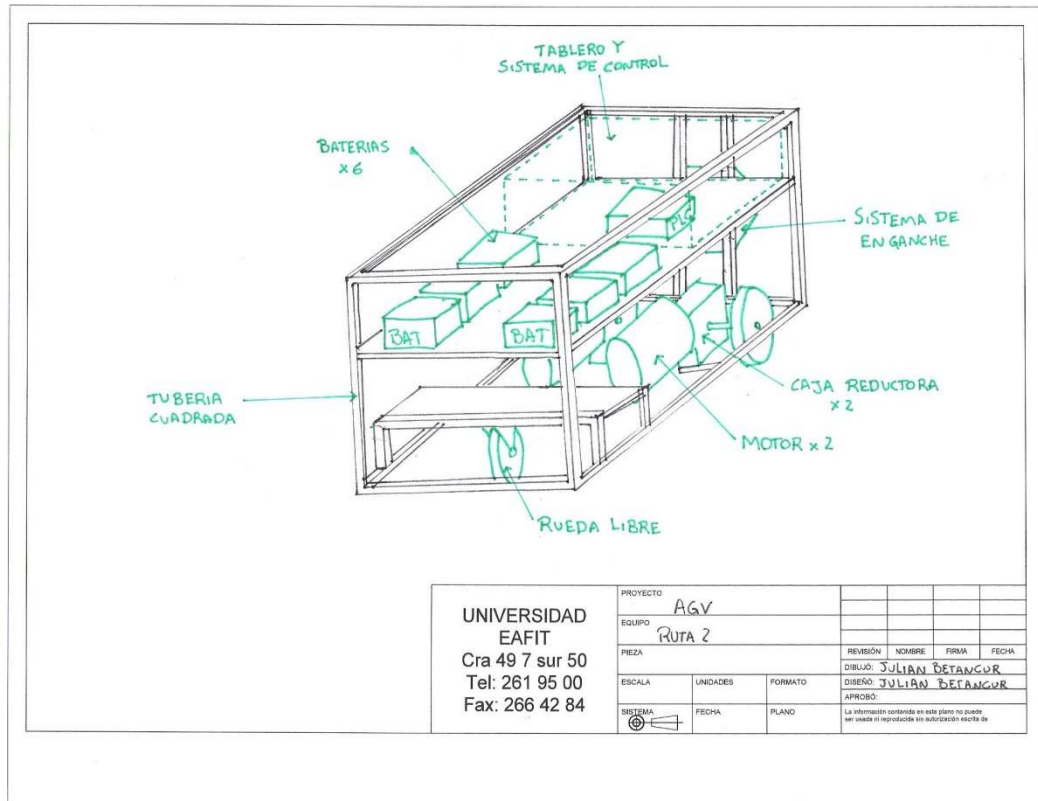 TABLERO Y
SISTEMA DE CONTROL
BATERIAS
x6
PLC
SISTEMA DE
ENGANCHE
BAT
BAT
TUBERIA
CUADRADA
CAJA REDUCTORA
x2
MOTOR x2
RUEDA LIBRE
UNIVERSIDAD
EAFIT
Cra 49 7 sur 50
Tel: 261 95 00
Fax: 266 42 84
PROYECTO
AGV
EQUIPO
RUTA 2
PIEZA
ESCALA
UNIDADES
FORMATO
SISTEMA
FECHA
PLANO
REVISIÓN
NOMBRE
FIRMA
FECHA
DIBUJO: JULIAN BETANCUR
DISEÑO: JULIAN BETANCUR
APROBÓ:
La información contenida en este plano no puede
ser usada ni reproducida sin autorización escrita de